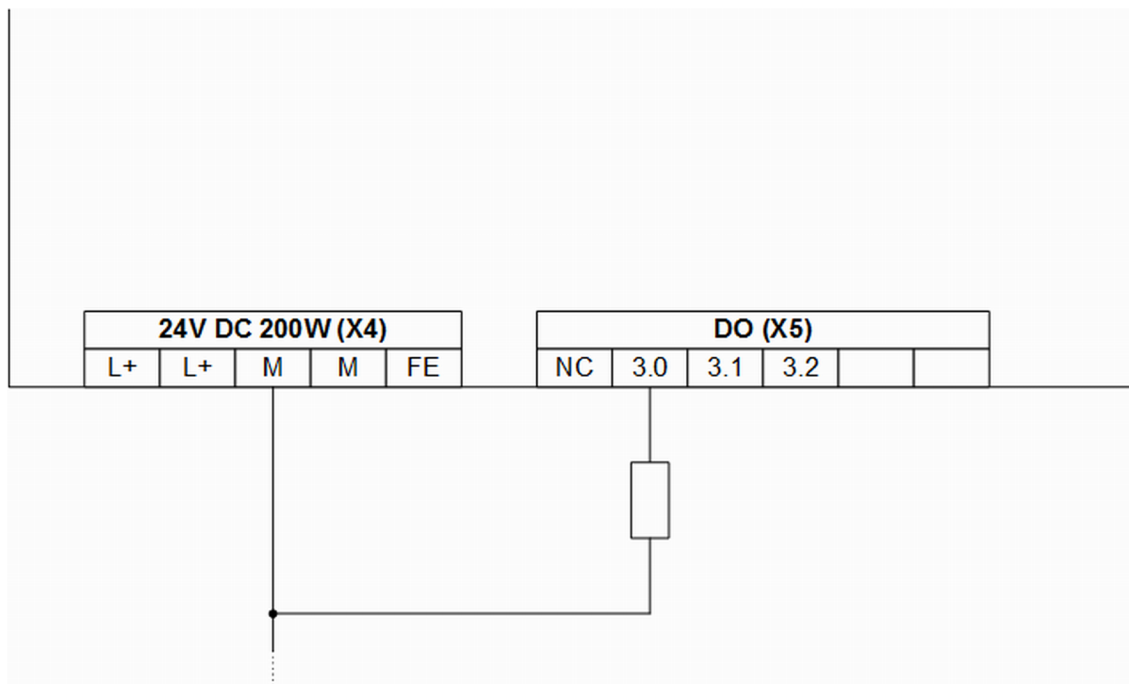 24V DC 200W (X4)
L+ L+ M M FE
DO (X5)
NC 3.0 3.1 3.2